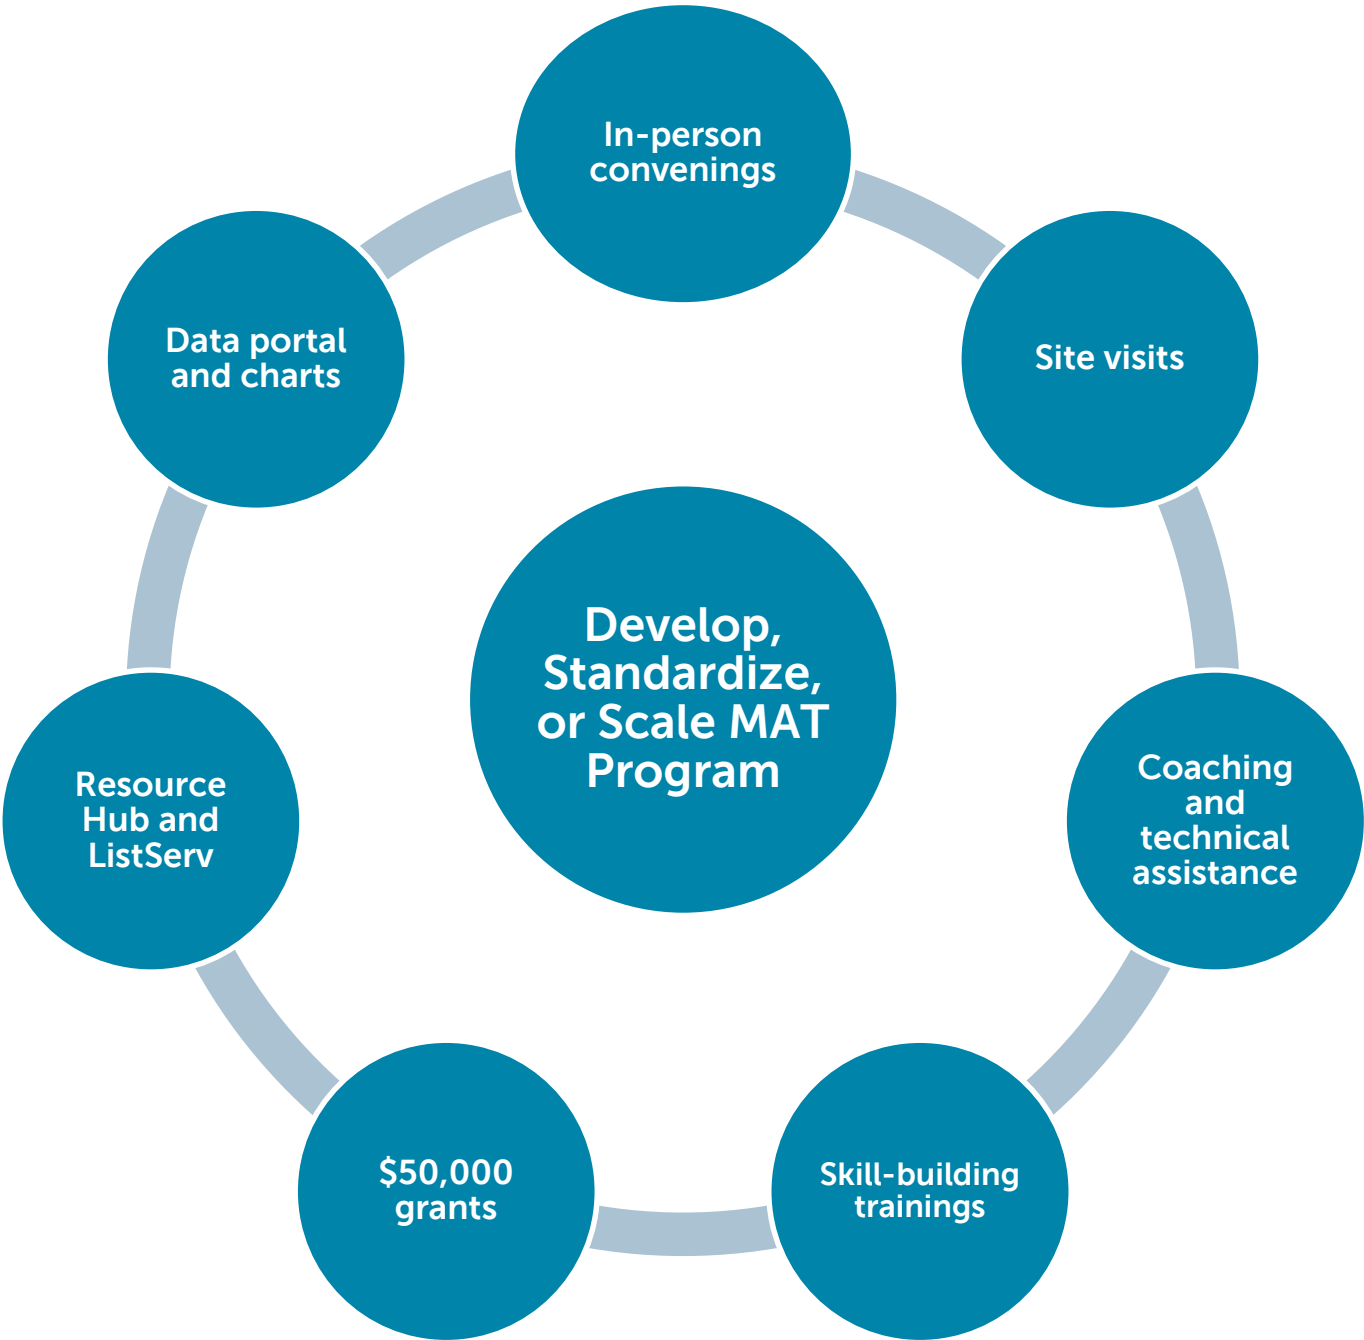 In-person
convenings
Site visits
Coaching
and
technical
assistance
Skill-building
trainings
$50,000
grants
Resource
Hub and
ListServ
Data portal
and charts
Develop,
Standardize,
or Scale MAT
Program